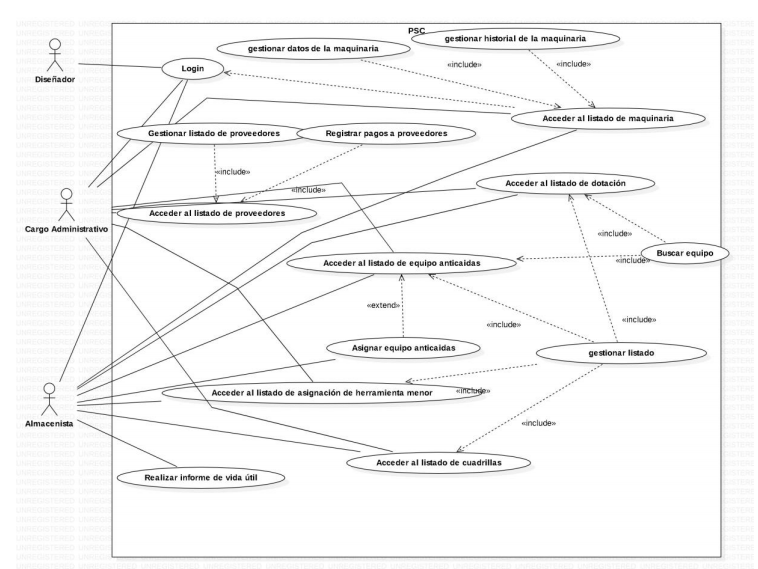 PSC
gestionar historial de la maquinaria
gestionar datos de la maquinaria
«include»
«include»
Login
Diseñador
Acceder al listado de maquinaria
Gestionar listado de proveedores
Registrar pagos a proveedores
«include»
«include»
Acceder al listado de dotación
Acceder al listado de proveedores
Cargo Administrativo
«include»
Buscar equipo
Acceder al listado de equipo anticaidas
«include»
«extend»
«include»
«include»
Asignar equipo anticaidas
gestionar listado
Acceder al listado de asignación de herramienta menor
«include»
Almacenista
«include»
Acceder al listado de cuadrillas
Realizar informe de vida útil
UNREGISTERED